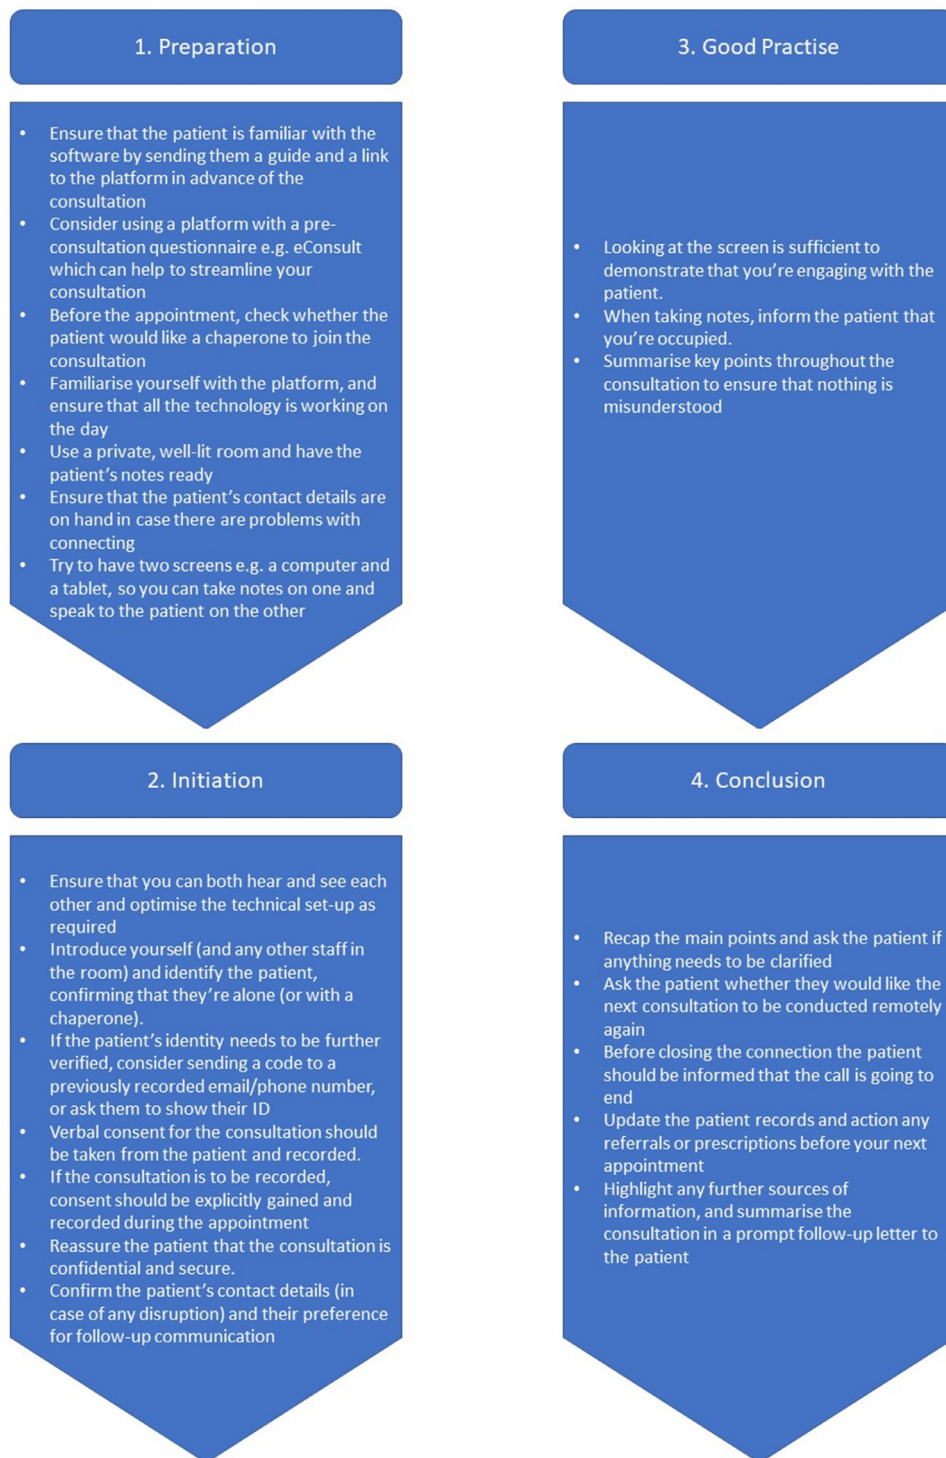 1. Preparation
• Ensure that the patient is familiar with the
software by sending them a guide and a link
to the platform in advance of the
consultation
• Consider using a platform with a pre-
consultation questionnaire e.g. eConsult
which can help to streamline your
consultation
• Before the appointment, check whether the
patient would like a chaperone to join the
consultation
• Familiarise yourself with the platform, and
ensure that all the technology is working on
the day
• Use a private, well-lit room and have the
patient’s notes ready
• Ensure that the patient’s contact details are
on hand in case there are problems with
connecting
• Try to have two screens e.g. a computer and
a tablet, so you can take notes on one and
speak to the patient on the other
2. Initiation
• Ensure that you can both hear and see each
other and optimise the technical set-up as
required
• Introduce yourself (and any other staff in
the room) and identify the patient,
confirming that they’re alone (or with a
chaperone).
• If the patient’s identity needs to be further
verified, consider sending a code to a
previously recorded email/phone number,
or ask them to show their ID
• Verbal consent for the consultation should
be taken from the patient and recorded.
• If the consultation is to be recorded,
consent should be explicitly gained and
recorded during the appointment
• Reassure the patient that the consultation is
confidential and secure.
• Confirm the patient’s contact details (in
case of any disruption) and their preference
for follow-up communication
3. Good Practise
• Looking at the screen is sufficient to
demonstrate that you’re engaging with the
patient.
• When taking notes, inform the patient that
you’re occupied.
• Summarise key points throughout the
consultation to ensure that nothing is
misunderstood
4. Conclusion
• Recap the main points and ask the patient if
anything needs to be clarified
• Ask the patient whether they would like the
next consultation to be conducted remotely
again
• Before closing the connection the patient
should be informed that the call is going to
end
• Update the patient records and action any
referrals or prescriptions before your next
appointment
• Highlight any further sources of
information, and summarise the
consultation in a prompt follow-up letter to
the patient